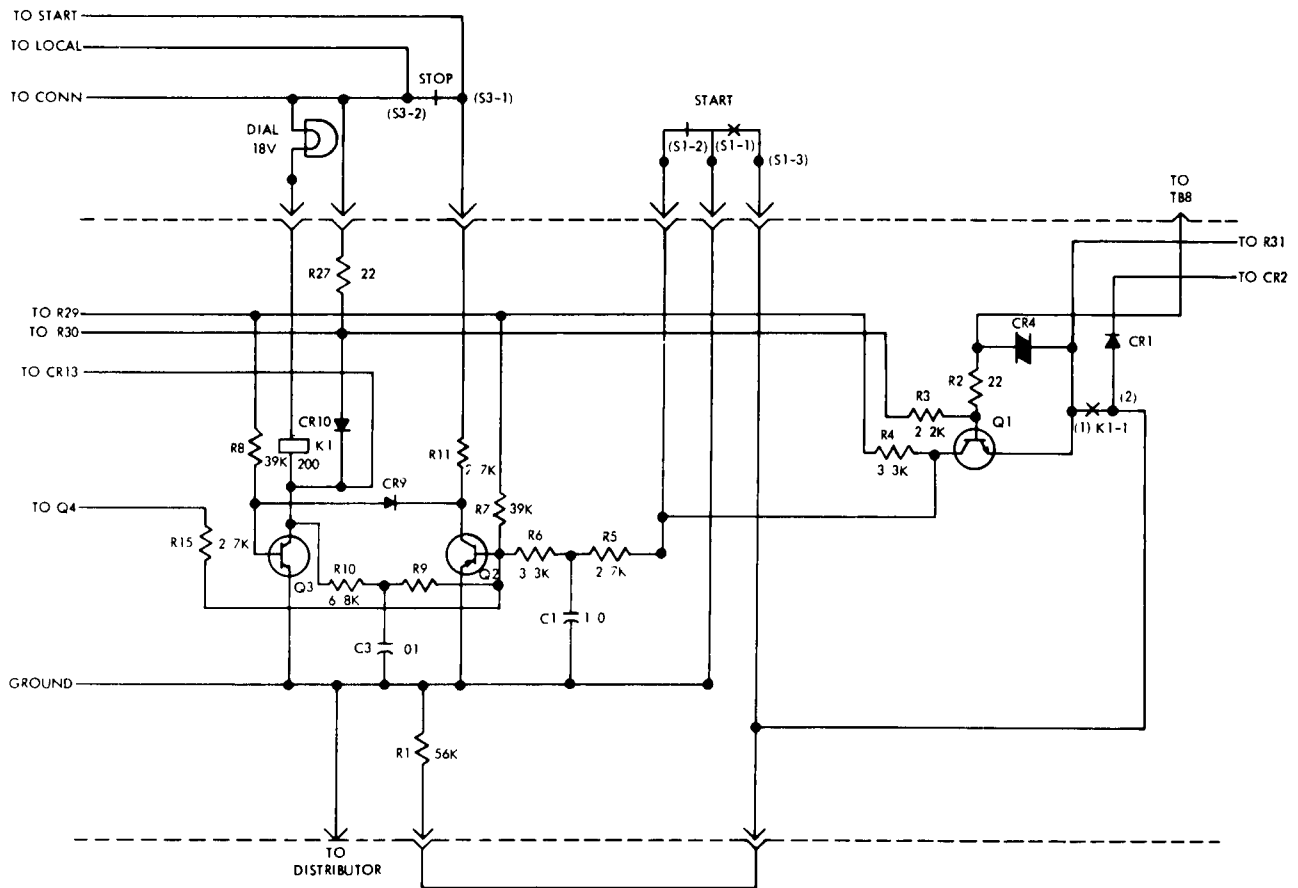 TO START
TO LOCAL
TO CONN
STOP
(S3-2)
(S3-1)
START
DIAL
18V
(S1-2)
(S1-1)
(S1-3)
TO
TB8
TO R31
TO CR2
R27 22
TO R29
TO R30
TO CR13
CR4
CR1
R2 22
R3
2 2K
(2)
(1) K1-1
Q1
R4
3 3K
R8
39K
CR10
K1
200
R11
2 7K
CR9
R7 39K
TO Q4
R15 2 7K
R6
3 3K
R5
2 7K
Q3
Q2
R10
6 8K
R9
C1 1 0
C3 01
GROUND
R1 56K
TO
DISTRIBUTOR